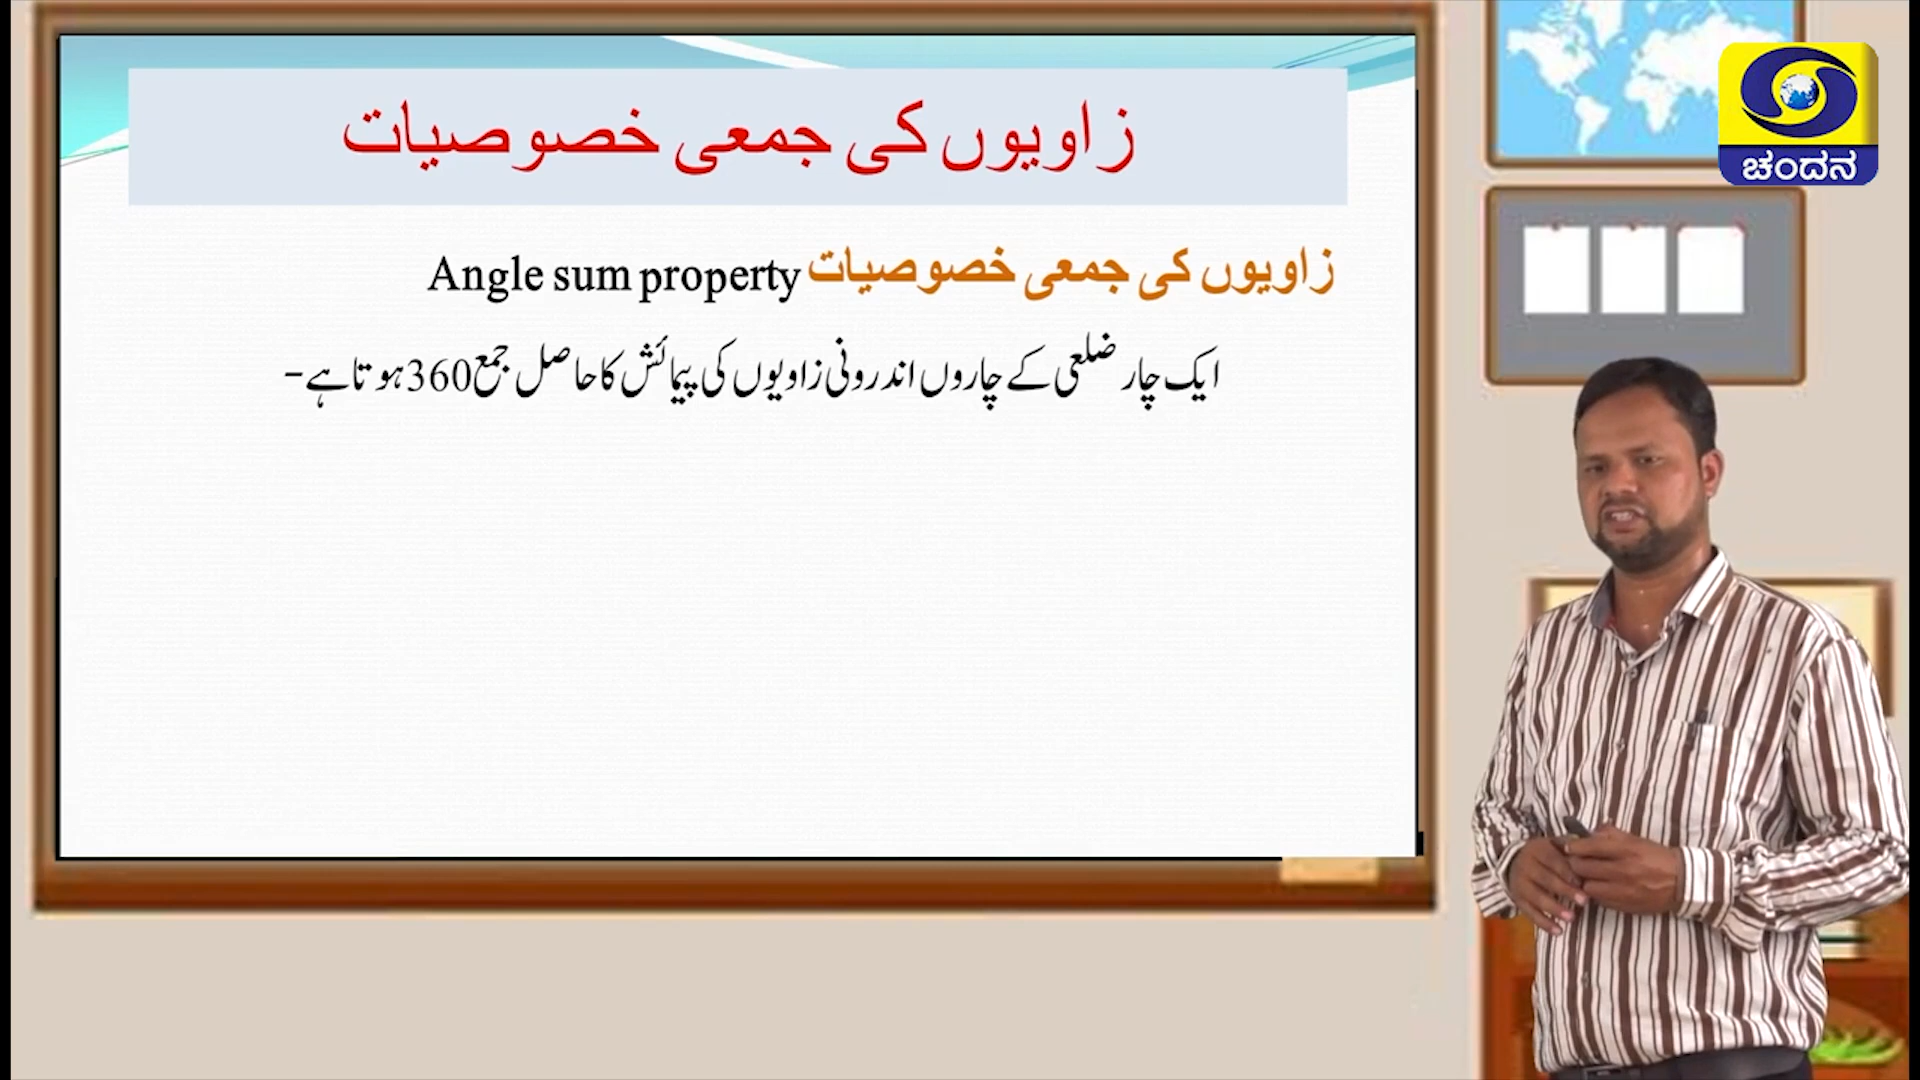 زاویوں کی جمعی خصوصیات
زاویوں کی جمعی خصوصیات Angle sum property
ایک چار ضلعی کے چاروں اندرونی زاویوں کی پیمائش کا حاصل جمع 360 ہوتا ہے-
ಚಂದನ